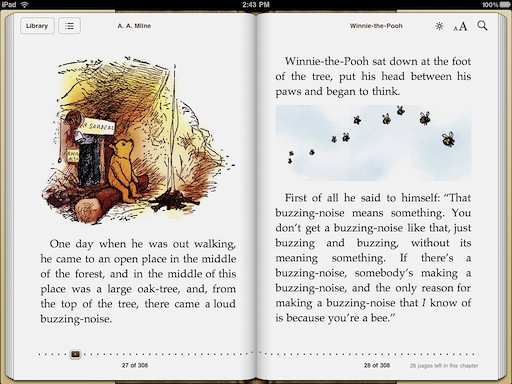 iPad
2:43 PM
100%
Library
A. A. Milne
Winnie-the-Pooh
AA
One day when he was out walking,
he came to an open place in the middle
of the forest, and in the middle of this
place was a large oak-tree, and, from
the top of the tree, there came a loud
buzzing-noise.
27 of 308
Winnie-the-Pooh sat down at the foot
of the tree, put his head between his
paws and began to think.
First of all he said to himself: “That
buzzing-noise means something. You
don’t get a buzzing-noise like that, just
buzzing and buzzing, without its
meaning something. If there’s a
buzzing-noise, somebody’s making a
buzzing-noise, and the only reason for
making a buzzing-noise that I know of
is because you’re a bee.”
28 of 308
26 pages left in this chapter